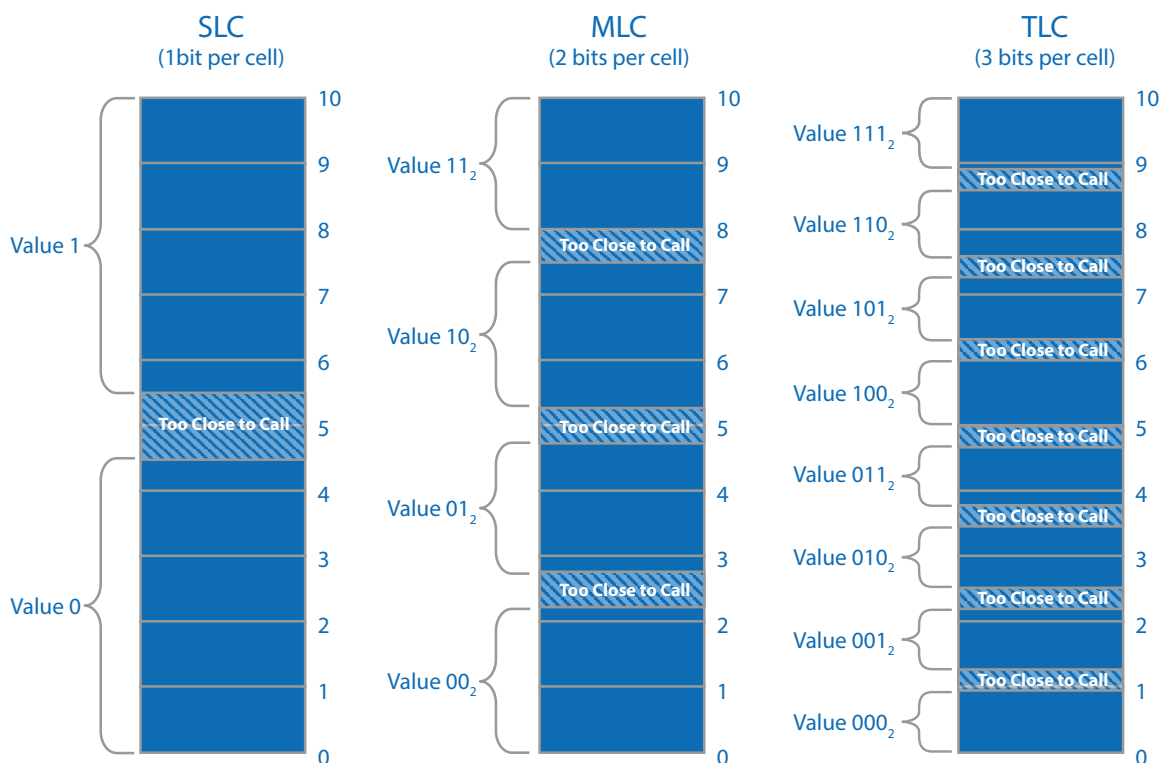 SLC
(1bit per cell)
10
9
8
7
6
5
4
3
2
1
0
Value 1
Too Close to Call
Value 0
MLC
(2 bits per cell)
10
9
8
7
6
5
4
3
2
1
0
Value 11₂
Too Close to Call
Value 10₂
Too Close to Call
Value 01₂
Too Close to Call
Value 00₂
TLC
(3 bits per cell)
10
9
8
7
6
5
4
3
2
1
0
Value 111₂
Too Close to Call
Value 110₂
Too Close to Call
Value 101₂
Too Close to Call
Value 100₂
Too Close to Call
Value 011₂
Too Close to Call
Value 010₂
Too Close to Call
Value 001₂
Too Close to Call
Value 000₂